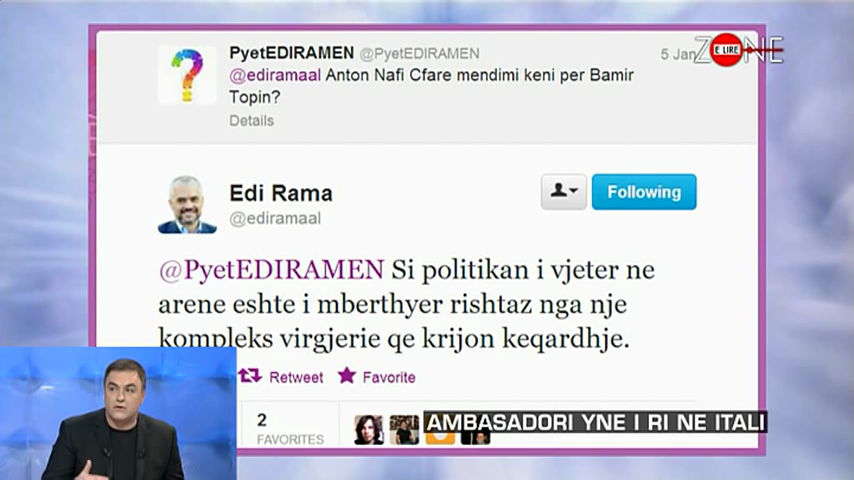 PyetEDIRAMEN @PyetEDIRAMEN 5 Jan
@ediramaal Anton Nafi Cfare mendimi keni per Bamir
Topin?
Details
ZONE
E LIRE
Edi Rama
@ediramaal
Following
@PyetEDIRAMEN Si politikan i vjeter ne
arene eshte i mberthyer rishtaz nga nje
kompleks virgjerie qe krijon keqardhje.
Retweet Favorite
2
FAVORITES
AMBASADORI YNE I RI NE ITALI